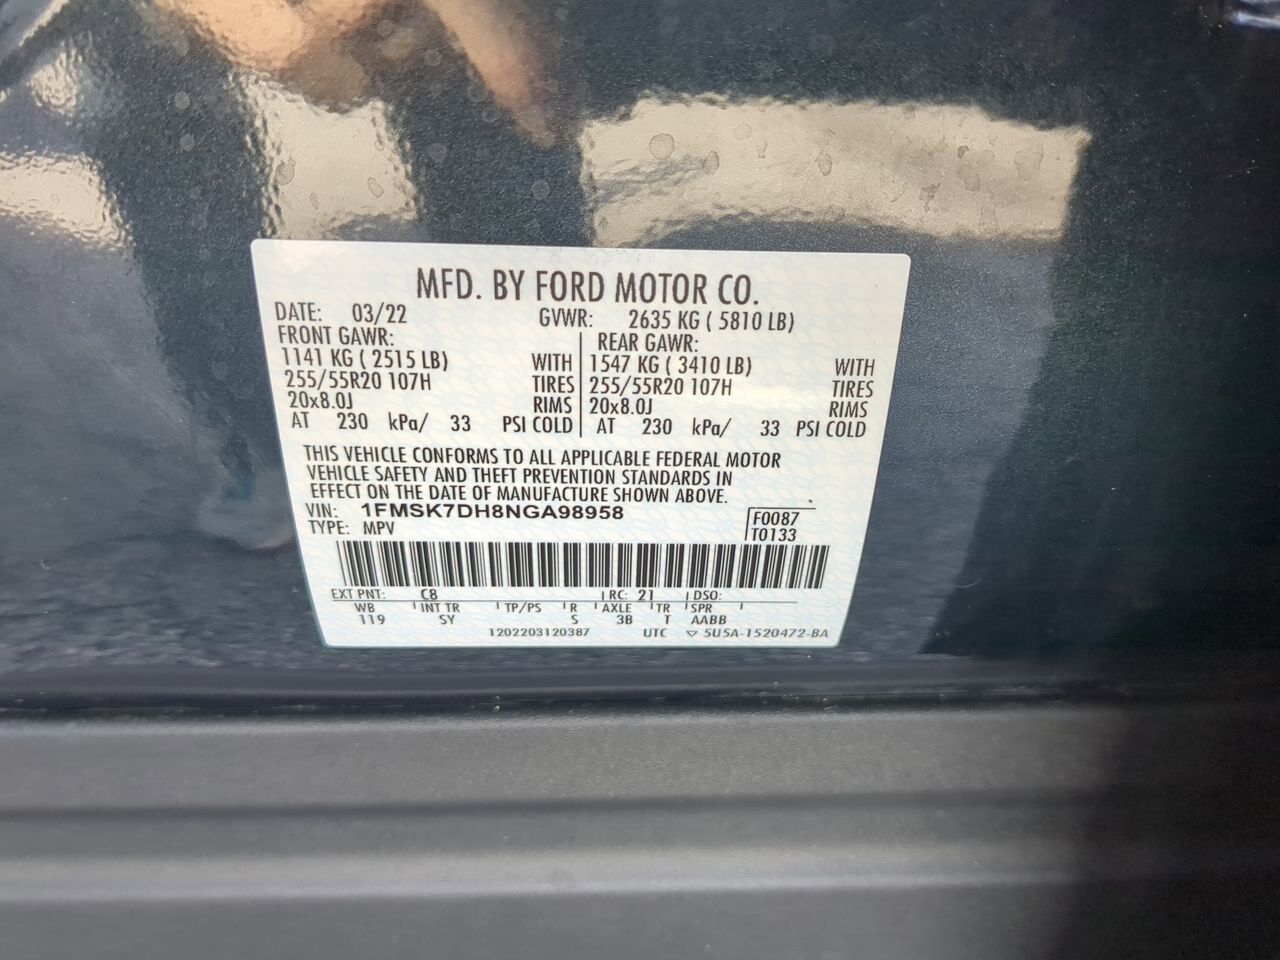 MFD. BY FORD MOTOR CO.
DATE: 03/22 GVWR: 2635 KG ( 5810 LB)
FRONT GAWR: REAR GAWR:
1141 KG ( 2515 LB) WITH 1547 KG ( 3410 LB) WITH
255/55R20 107H TIRES 255/55R20 107H TIRES
20x8.0J RIMS 20x8.0J RIMS
AT 230 kPa/ 33 PSI COLD AT 230 kPa/ 33 PSI COLD
THIS VEHICLE CONFORMS TO ALL APPLICABLE FEDERAL MOTOR
VEHICLE SAFETY AND THEFT PREVENTION STANDARDS IN
EFFECT ON THE DATE OF MANUFACTURE SHOWN ABOVE.
VIN: 1FMSK7DH8NGA98958 F0087
TYPE: MPV T0133
EXT PNT: C8 RC: 21 DSO:
WB INT TR TP/PS R AXLE TR SPR
119 SY S 3B T AABB
1202203120387 UTC ▽ 5U5A-1520472-BA